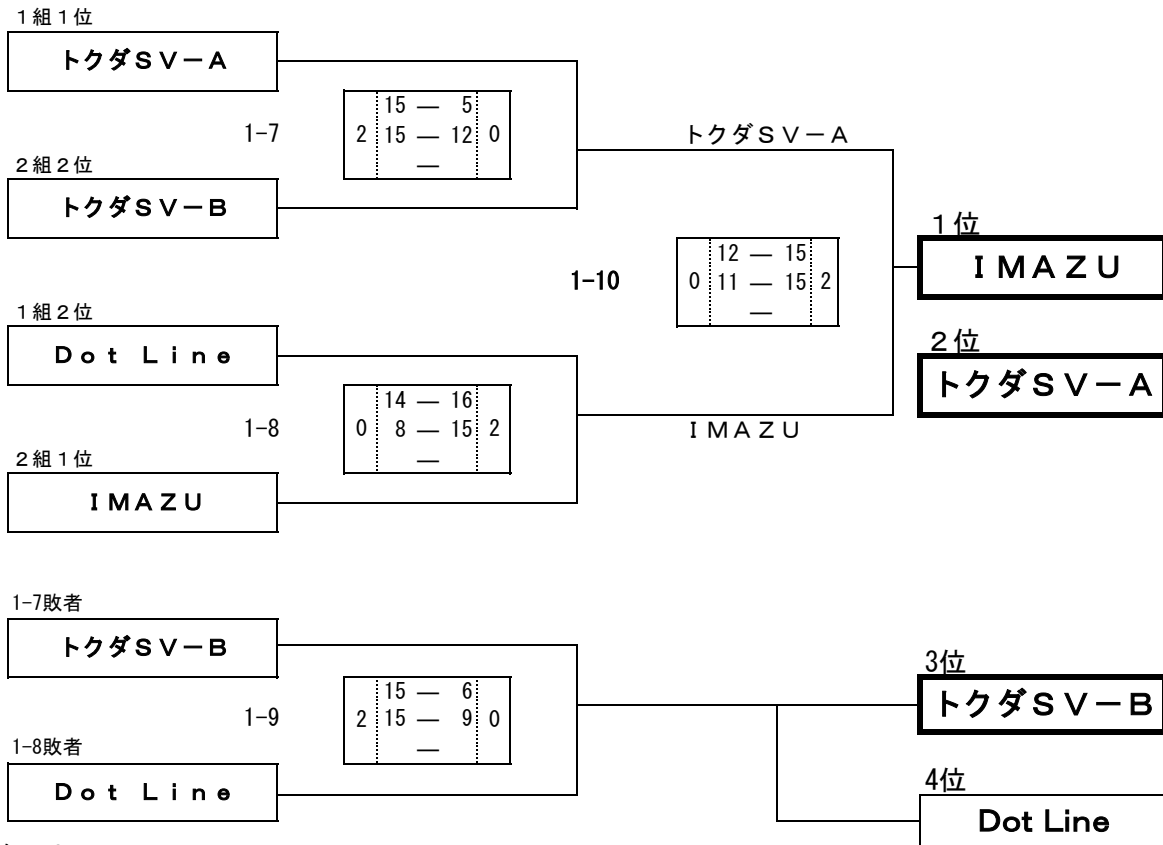 １組１位
トクダＳＶ－Ａ
15 ― 5
1-7 2 15 ― 12 0
―
２組２位
トクダＳＶ－Ｂ
トクダＳＶ－Ａ
１位
ＩＭＡＺＵ
12 ― 15
1-10 0 11 ― 15 2
―
１組２位
Ｄｏｔ Ｌｉｎｅ
２位
トクダＳＶ－Ａ
14 ― 16
1-8 0 8 ― 15 2
―
ＩＭＡＺＵ
２組１位
ＩＭＡＺＵ
1-7敗者
トクダＳＶ－Ｂ
15 ― 6
1-9 2 15 ― 9 0
―
3位
トクダＳＶ－Ｂ
1-8敗者
Ｄｏｔ Ｌｉｎｅ
4位
Dot Line